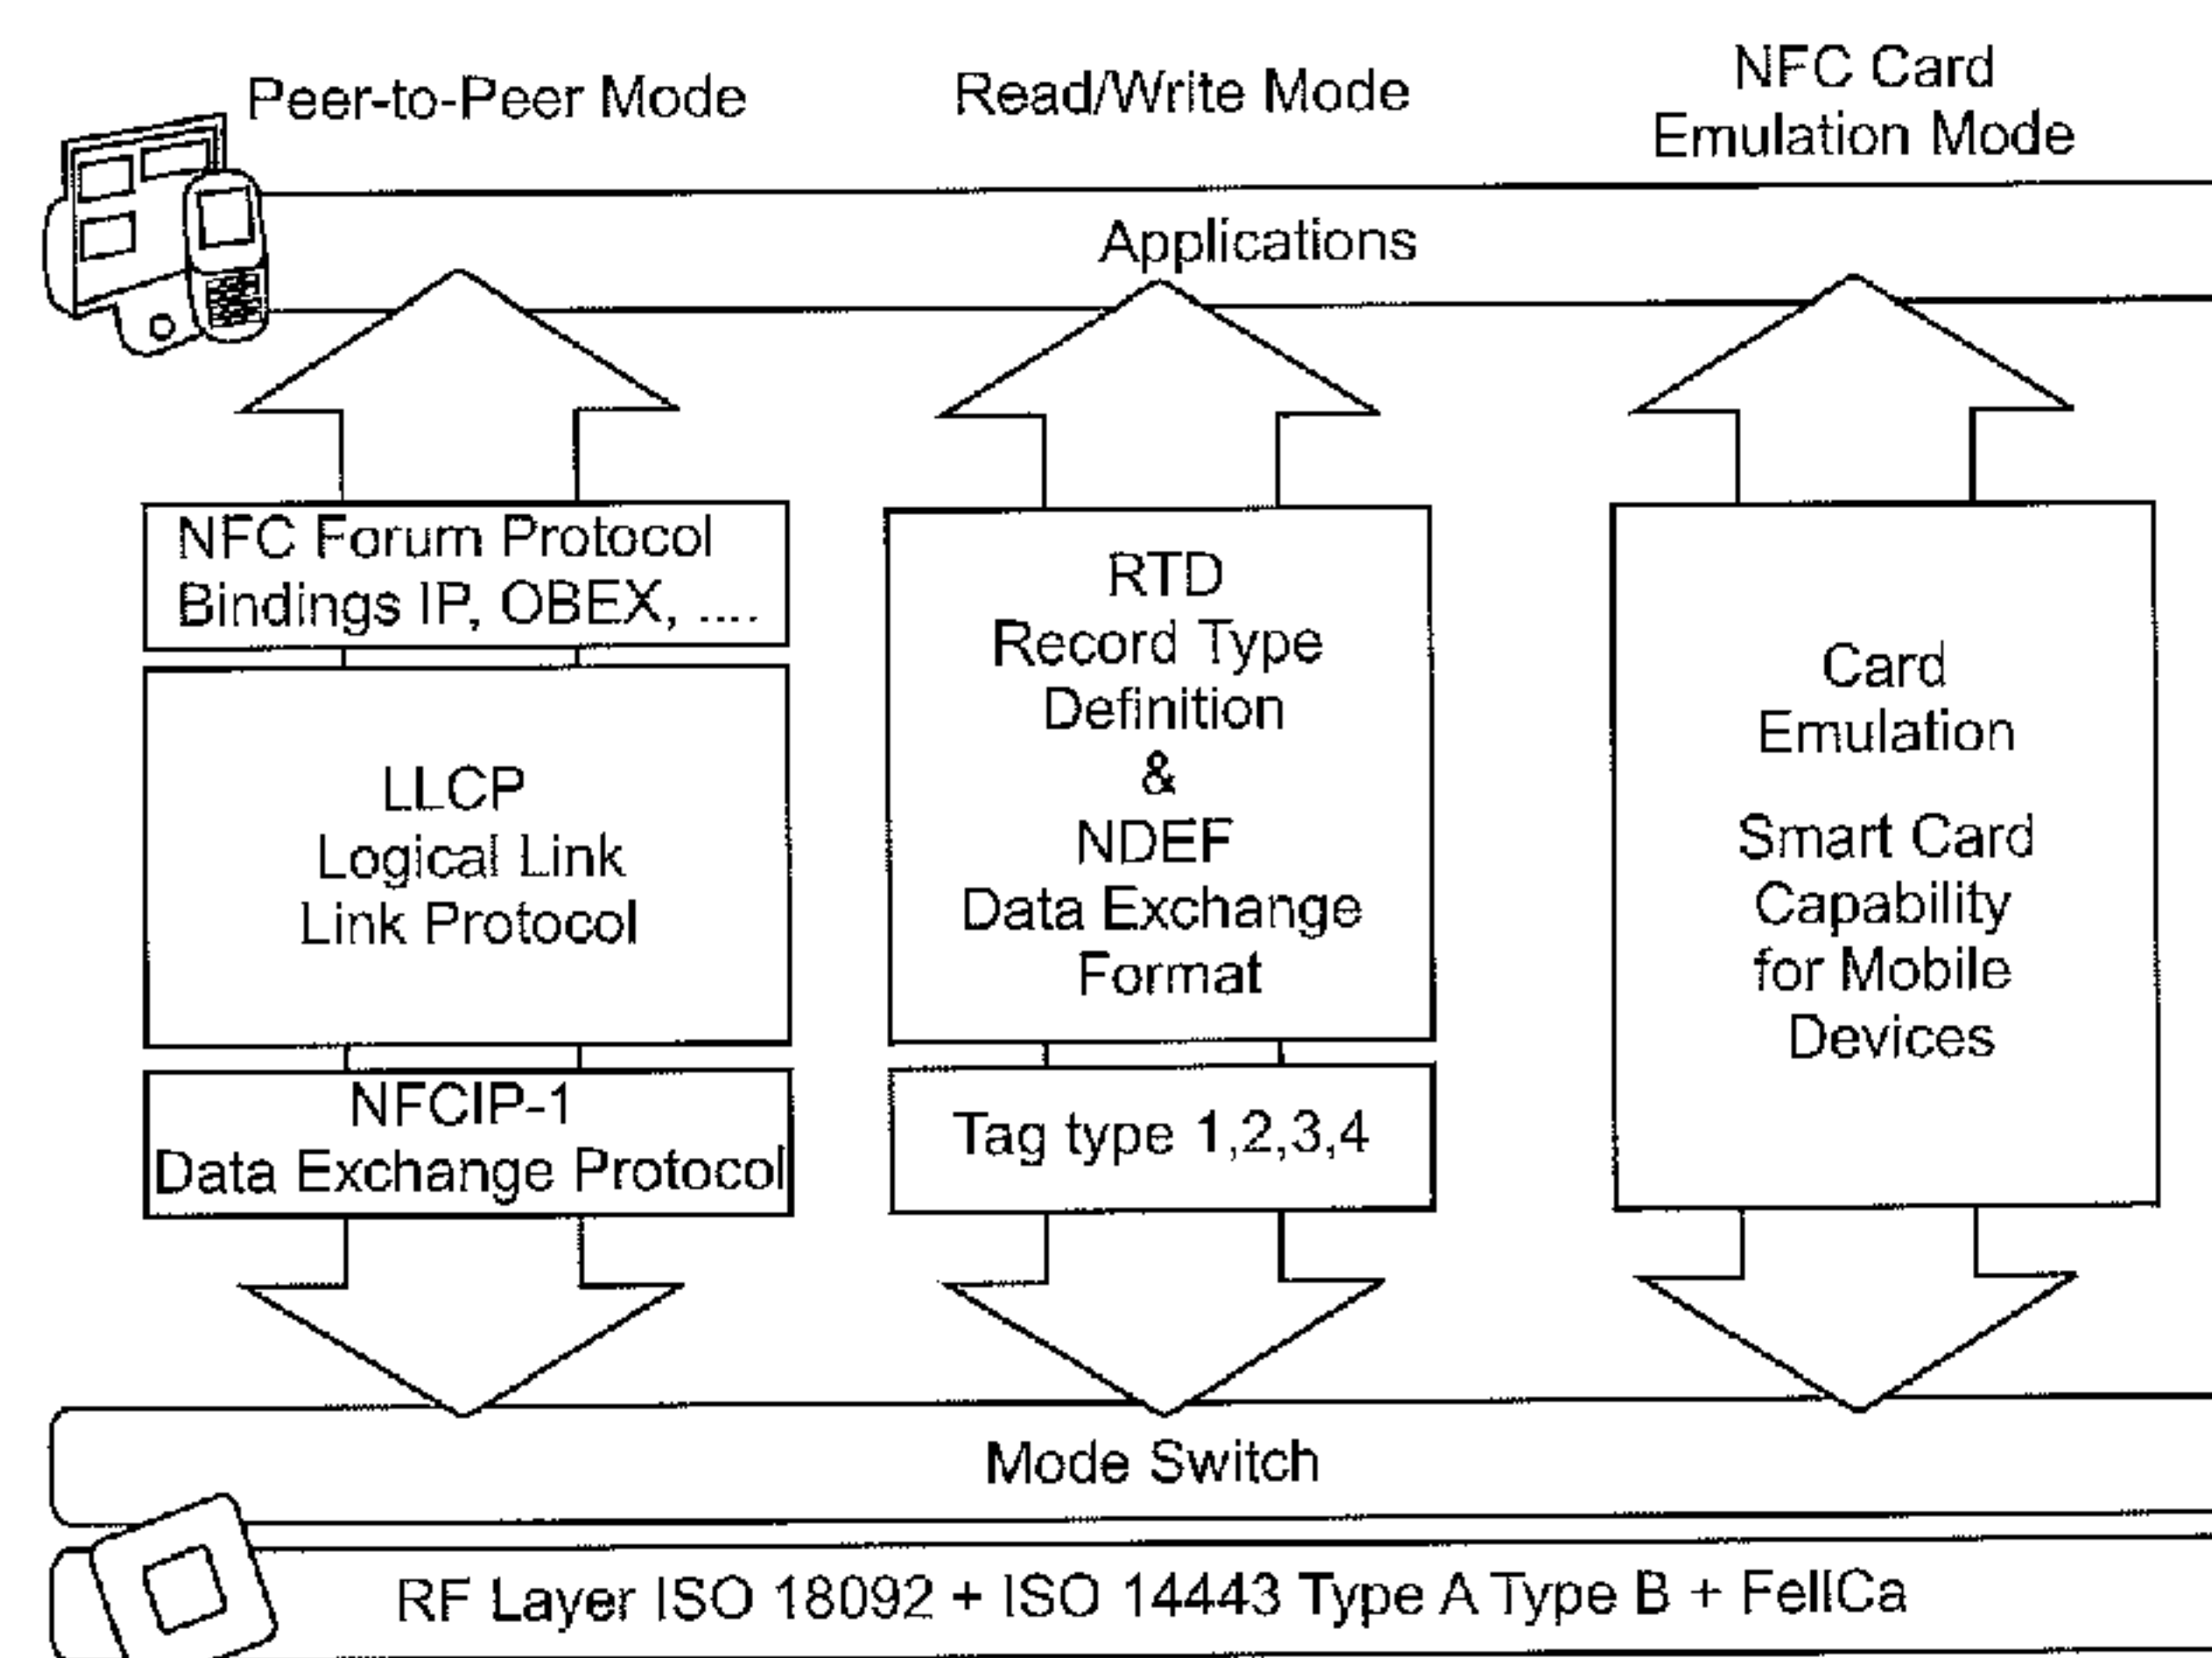 Peer-to-Peer Mode
Read/Write Mode
NFC Card
Emulation Mode
Applications
NFC Forum Protocol
Bindings IP, OBEX, ....
LLCP
Logical Link
Link Protocol
NFCIP-1
Data Exchange Protocol
RTD
Record Type
Definition
&
NDEF
Data Exchange
Format
Tag type 1,2,3,4
Card
Emulation
Smart Card
Capability
for Mobile
Devices
Mode Switch
RF Layer ISO 18092 + ISO 14443 Type A Type B + FellCa